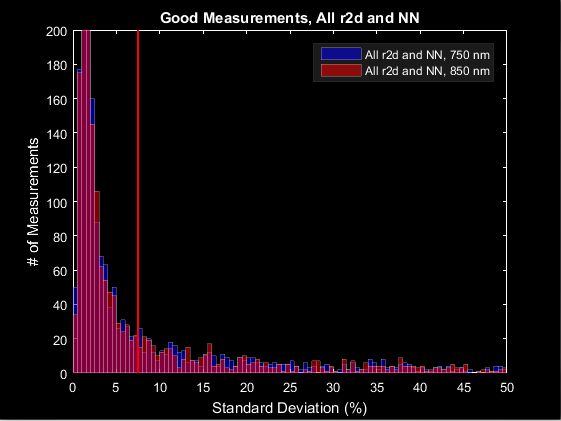 Good Measurements, All r2d and NN
All r2d and NN, 750 nm
All r2d and NN, 850 nm
200
180
160
140
120
100
80
60
40
20
0
# of Measurements
0 5 10 15 20 25 30 35 40 45 50
Standard Deviation (%)